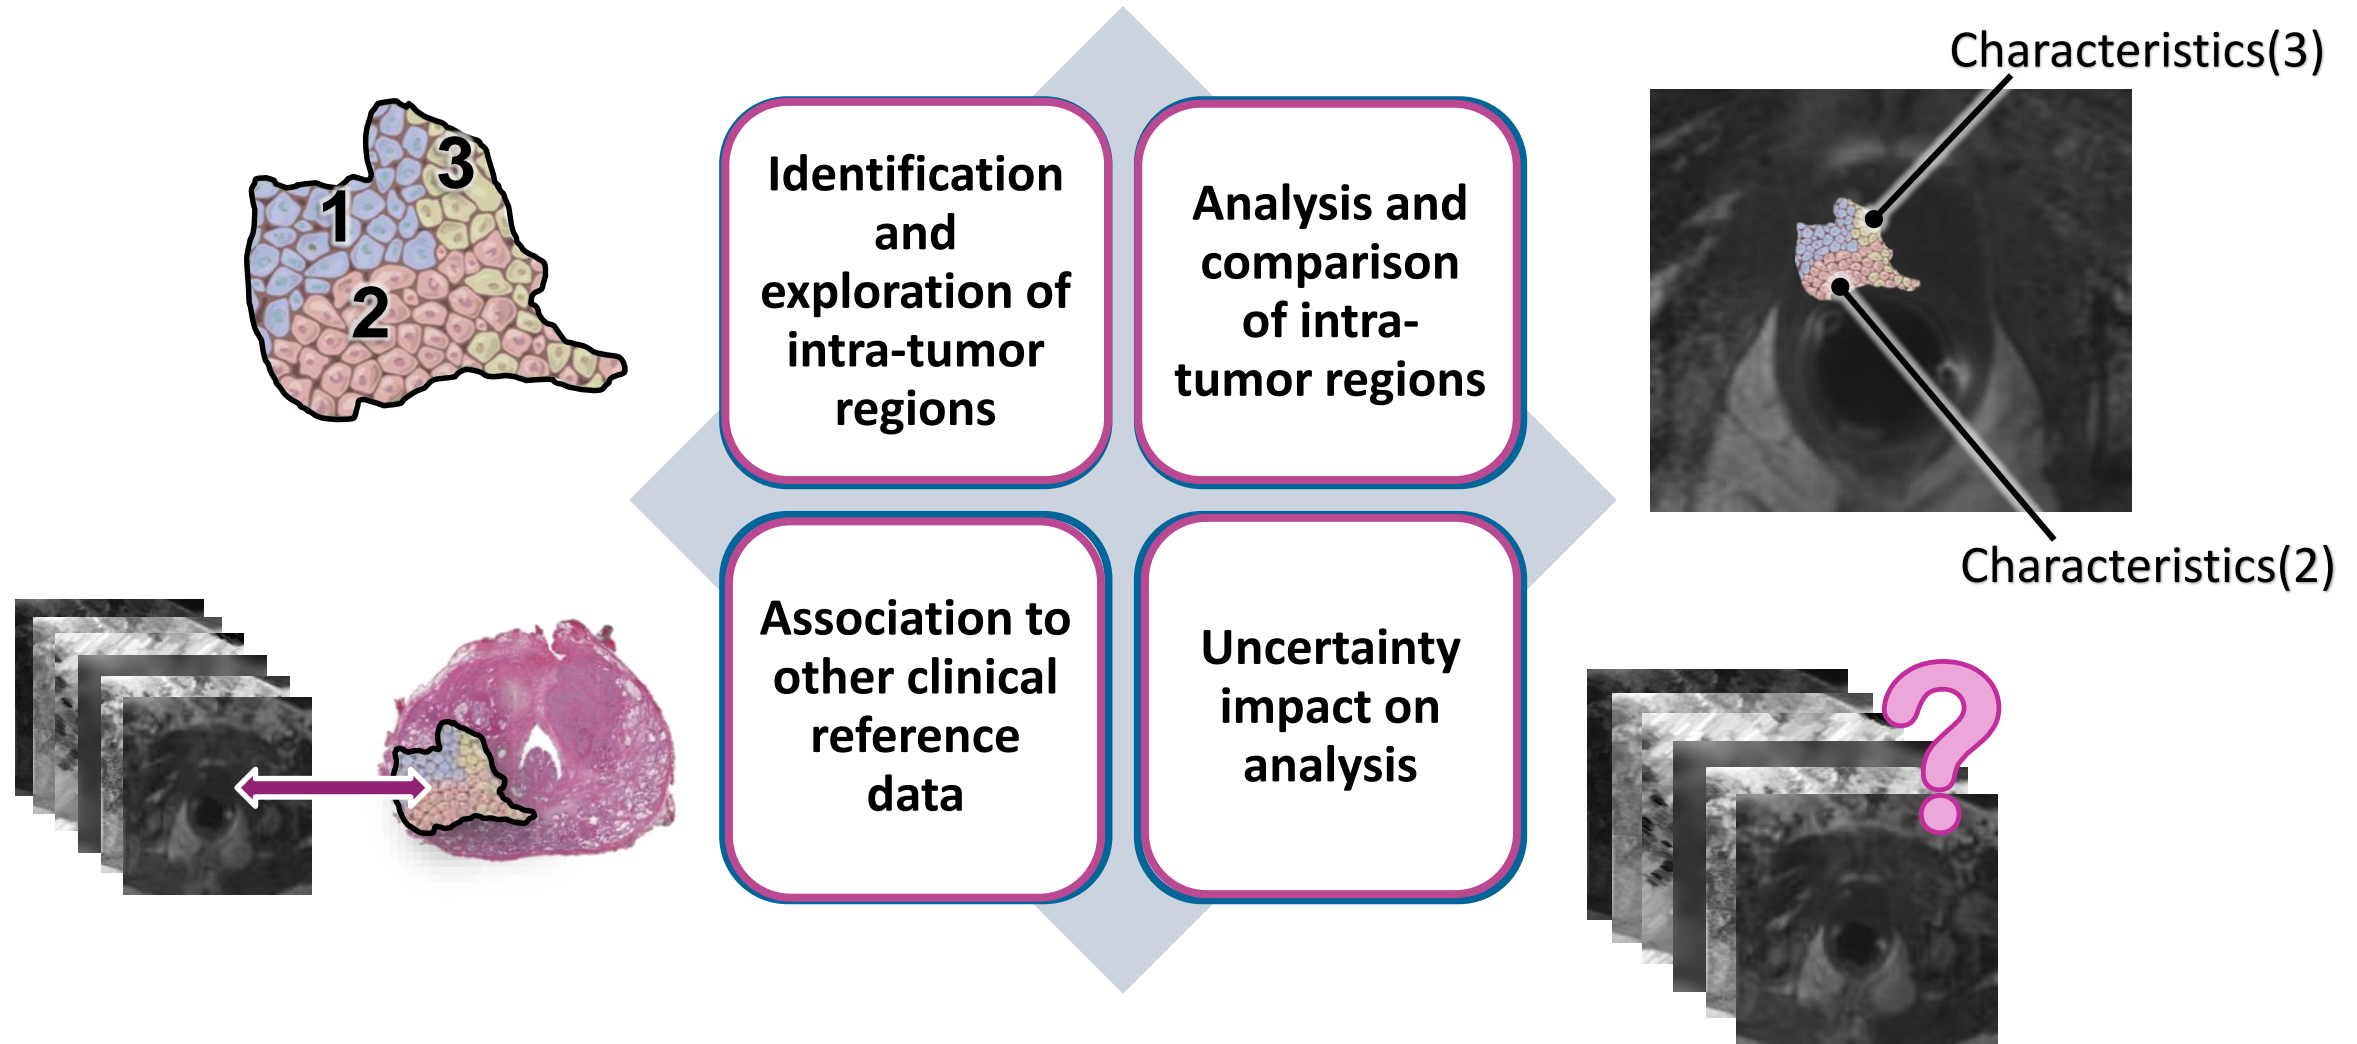 Characteristics(3)
1
3
2
Identification
and
exploration of
intra-tumor
regions
Analysis and
comparison
of intra-
tumor regions
Characteristics(2)
Association to
other clinical
reference
data
Uncertainty
impact on
analysis
?